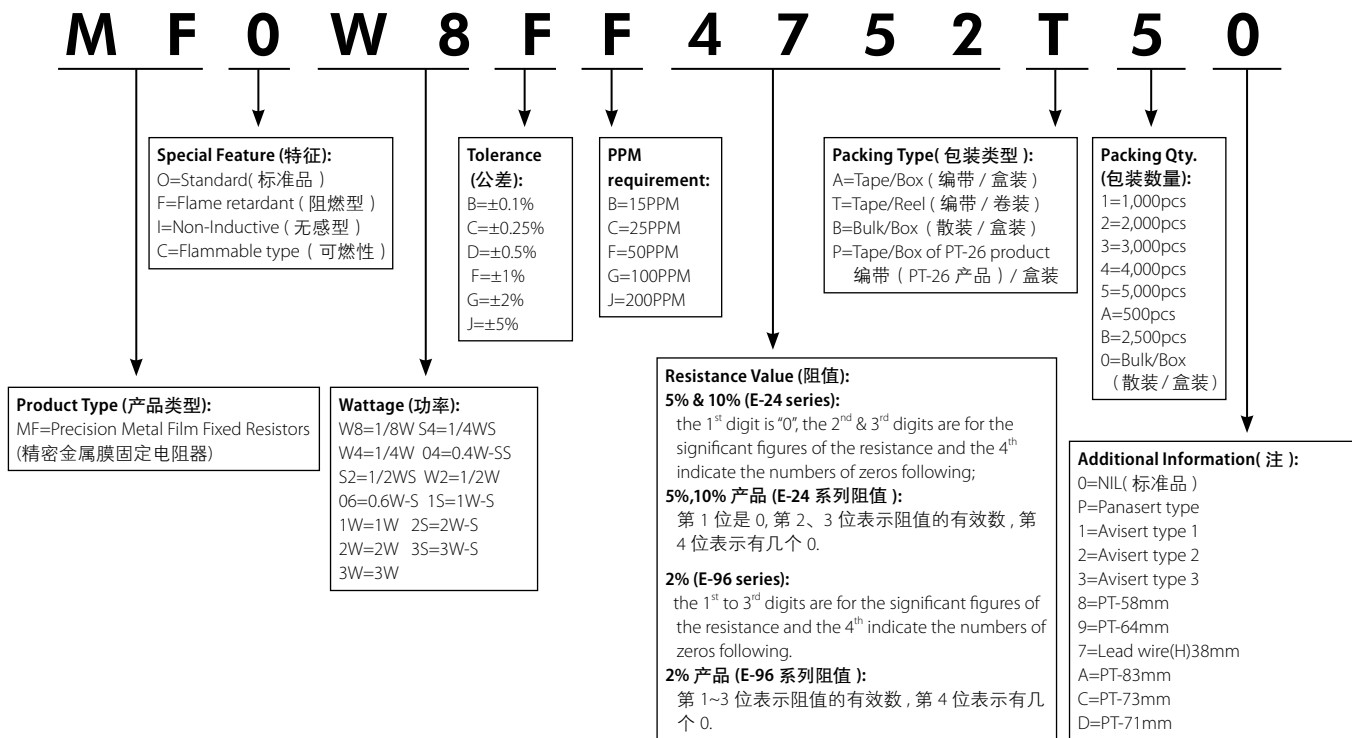 M F 0 W 8 F F 4 7 5 2 T 5 0
Special Feature (特征):
O=Standard( 标准品 )
F=Flame retardant ( 阻燃型 )
I=Non-Inductive ( 无感型 )
C=Flammable type ( 可燃性 )
Tolerance
(公差):
B=±0.1%
C=±0.25%
D=±0.5%
F=±1%
G=±2%
J=±5%
PPM
requirement:
B=15PPM
C=25PPM
F=50PPM
G=100PPM
J=200PPM
Packing Type( 包装类型 ):
A=Tape/Box ( 编带 / 盒装 )
T=Tape/Reel ( 编带 / 卷装 )
B=Bulk/Box ( 散装 / 盒装 )
P=Tape/Box of PT-26 product
编带 ( PT-26 产品 ) / 盒装
Packing Qty.
(包装数量):
1=1,000pcs
2=2,000pcs
3=3,000pcs
4=4,000pcs
5=5,000pcs
A=500pcs
B=2,500pcs
0=Bulk/Box
( 散装 / 盒装 )
Product Type (产品类型):
MF=Precision Metal Film Fixed Resistors
(精密金属膜固定电阻器)
Wattage (功率):
W8=1/8W S4=1/4WS
W4=1/4W 04=0.4W-SS
S2=1/2WS W2=1/2W
06=0.6W-S 1S=1W-S
1W=1W 2S=2W-S
2W=2W 3S=3W-S
3W=3W
Resistance Value (阻值):
5% & 10% (E-24 series):
the 1st digit is “0”, the 2nd & 3rd digits are for the
significant figures of the resistance and the 4th
indicate the numbers of zeros following;
5%,10% 产品 (E-24 系列阻值 ):
第 1 位是 0, 第 2、3 位表示阻值的有效数 , 第
4 位表示有几个 0.
2% (E-96 series):
the 1st to 3rd digits are for the significant figures of
the resistance and the 4th indicate the numbers of
zeros following.
2% 产品 (E-96 系列阻值 ):
第 1~3 位表示阻值的有效数 , 第 4 位表示有几
个 0.
Additional Information( 注 ):
0=NIL( 标准品 )
P=Panasert type
1=Avisert type 1
2=Avisert type 2
3=Avisert type 3
8=PT-58mm
9=PT-64mm
7=Lead wire(H)38mm
A=PT-83mm
C=PT-73mm
D=PT-71mm